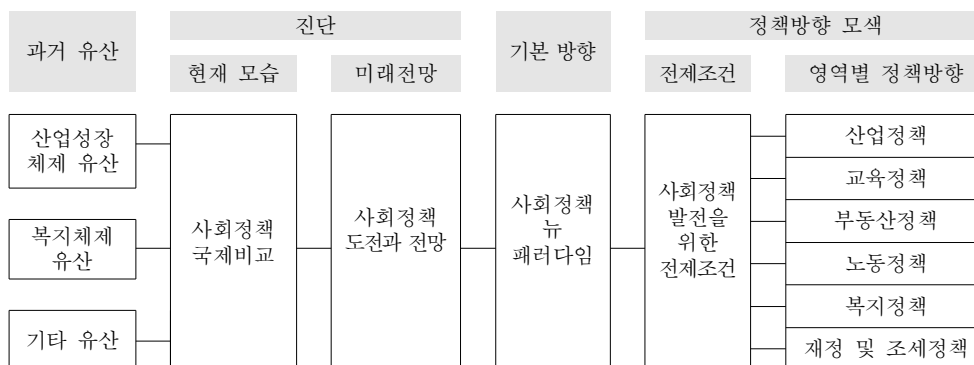 과거 유산
진단
현재 모습
미래전망
기본 방향
정책방향 모색
전제조건
영역별 정책방향
산업성장
체제 유산
복지체제
유산
기타 유산
사회정책
국제비교
사회정책
도전과 전망
사회정책
뉴
패러다임
사회정책
발전을
위한
전제조건
산업정책
교육정책
부동산정책
노동정책
복지정책
재정 및 조세정책